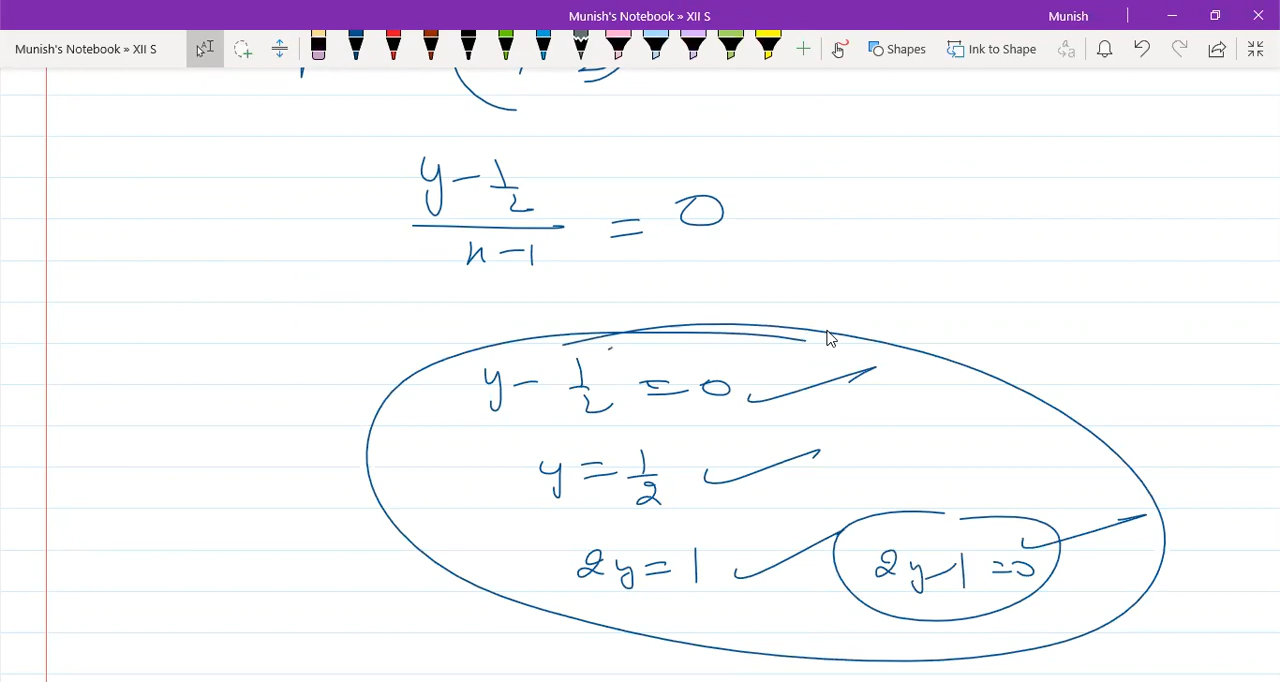 Munish's Notebook » XII S
Munish
Munish's Notebook » XII S
Shapes
Ink to Shape
y - 1/2
x - 1
= 0
y - 1/2 = 0
y = 1/2
2y = 1
2y - 1 = 0